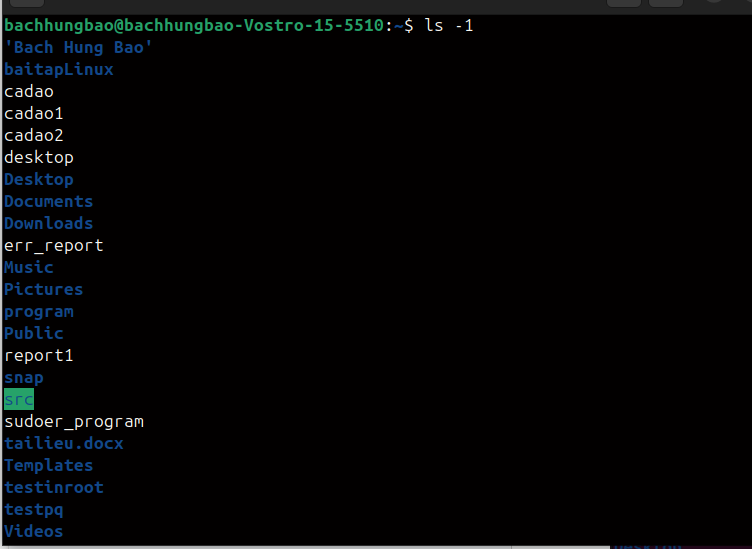 bachhungbao@bachhungbao-Vostro-15-5510:~$ ls -1
'Bach Hung Bao'
baitapLinux
cadao
cadao1
cadao2
desktop
Desktop
Documents
Downloads
err_report
Music
Pictures
program
Public
report1
snap
src
sudoer_program
tailieu.docx
Templates
testinroot
testpq
Videos